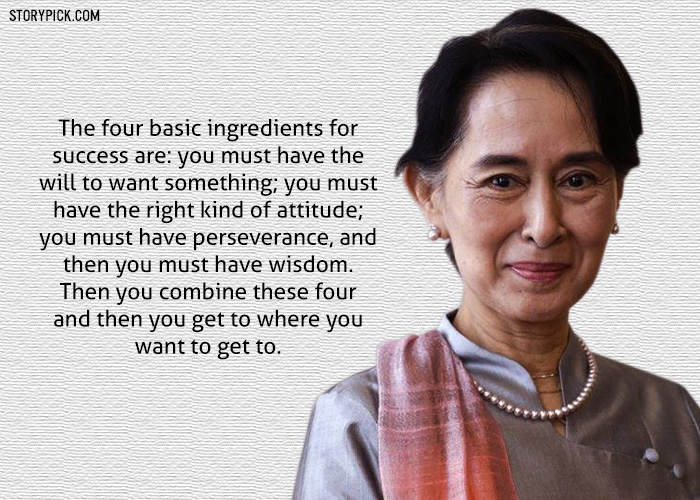 STORYPICK.COM
The four basic ingredients for
success are: you must have the
will to want something; you must
have the right kind of attitude;
you must have perseverance, and
then you must have wisdom.
Then you combine these four
and then you get to where you
want to get to.